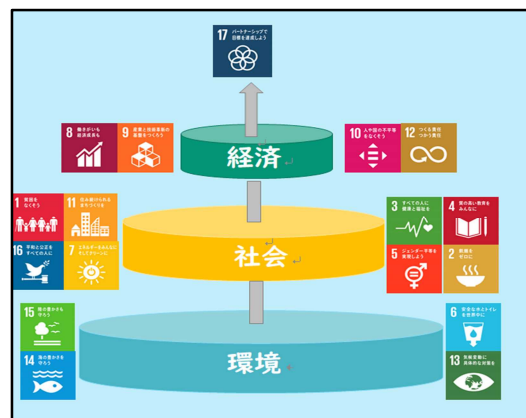 17 パートナーシップで
目標を達成しよう
8 働きがいも
経済成長も
9 産業と技術革新の
基盤をつくろう
経済
10 人や国の不平等
をなくそう
12 つくる責任
つかう責任
1 貧困を
なくそう
11 住み続けられる
まちづくりを
16 平和と公正を
すべての人に
7 エネルギーをみんなに
そしてクリーンに
社会
3 すべての人に
健康と福祉を
4 質の高い教育を
みんなに
5 ジェンダー平等を
実現しよう
2 飢餓を
ゼロに
15 陸の豊かさも
守ろう
14 海の豊かさを
守ろう
環境
6 安全な水とトイレ
を世界中に
13 気候変動に
具体的な対策を